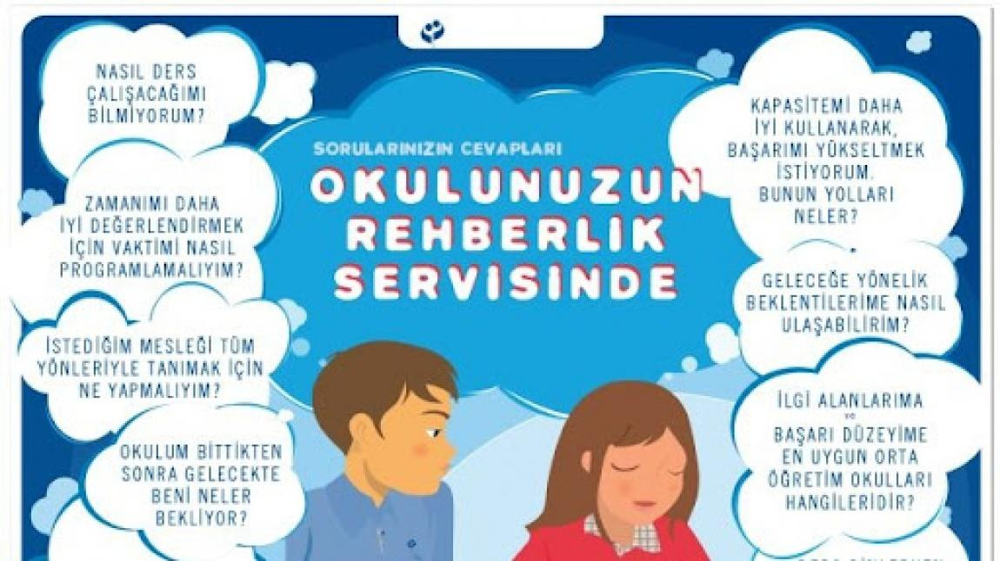 NASIL DERS
ÇALIŞACAĞIMI
BİLMİYORUM?
ZAMANIMI DAHA
İYİ DEĞERLENDİRMEK
İÇİN VAKTİMİ NASIL
PROGRAMLAMALIYIM?
İSTEDİĞİM MESLEĞİ TÜM
YÖNLERİYLE TANIMAK İÇİN
NE YAPMALIYIM?
OKULUM BİTTİKTEN
SONRA GELECEKTE
BENİ NELER
BEKLİYOR?
SORULARINIZIN CEVAPLARI
OKULUNUZUN
REHBERLİK
SERVİSİNDE
KAPASİTEMİ DAHA
İYİ KULLANARAK,
BAŞARIMI YÜKSELTMEK
İSTİYORUM.
BUNUN YOLLARI
NELER?
GELECEĞE YÖNELİK
BEKLENTİLERİME NASIL
ULAŞABİLİRİM?
İLGİ ALANLARIMA
ve
BAŞARI DÜZEYİME
EN UYGUN ORTA
ÖĞRETİM OKULLARI
HANGİLERİDİR?